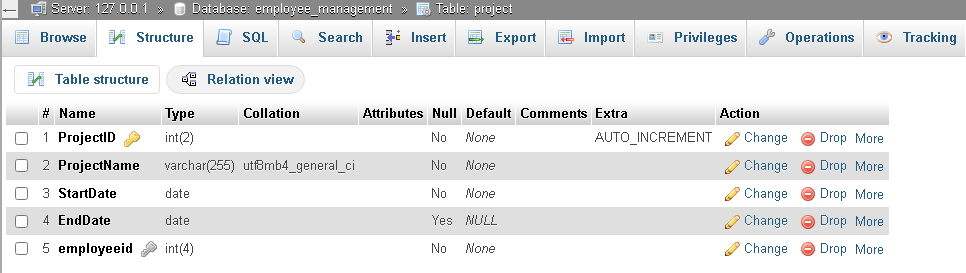 Server: 127.0.0.1 » Database: employee_management » Table: project
Browse Structure SQL Search Insert Export Import Privileges Operations Tracking
Table structure Relation view
# Name Type Collation Attributes Null Default Comments Extra Action
1 ProjectID int(2) No None AUTO_INCREMENT Change Drop More
2 ProjectName varchar(255) utf8mb4_general_ci No None Change Drop More
3 StartDate date No None Change Drop More
4 EndDate date Yes NULL Change Drop More
5 employeeid int(4) No None Change Drop More